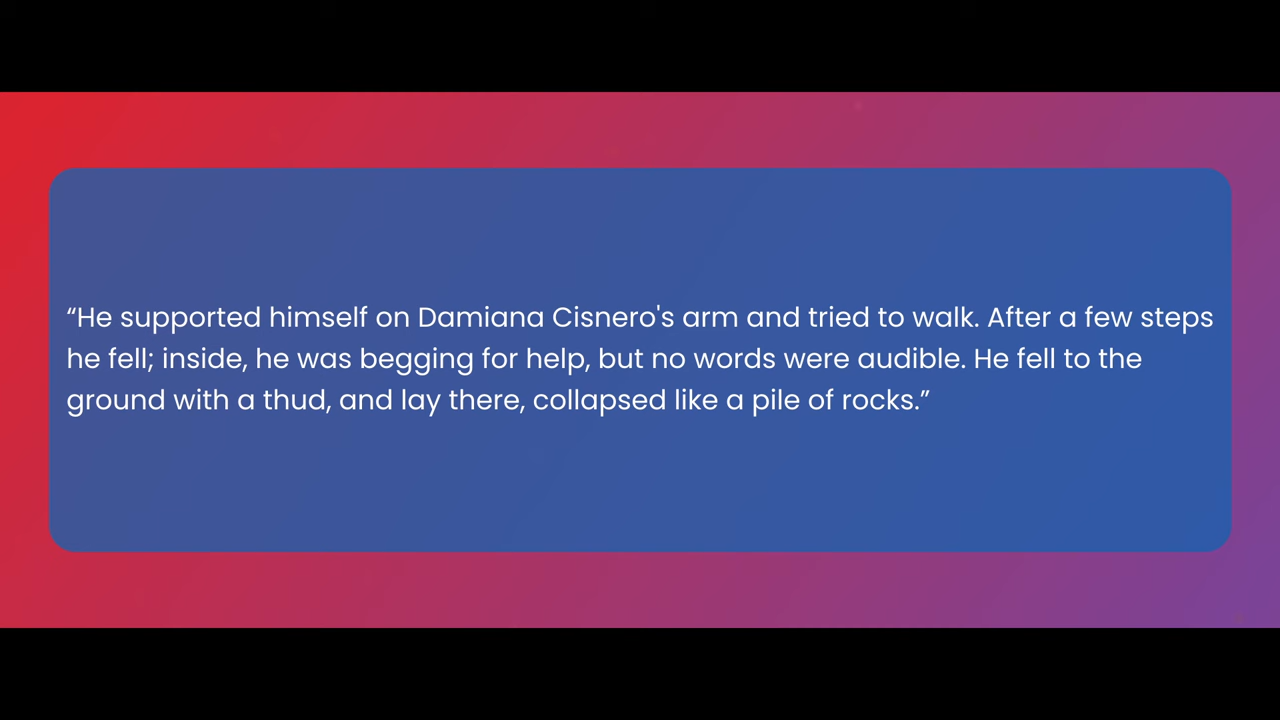 “He supported himself on Damiana Cisnero's arm and tried to walk. After a few steps
he fell; inside, he was begging for help, but no words were audible. He fell to the
ground with a thud, and lay there, collapsed like a pile of rocks.”